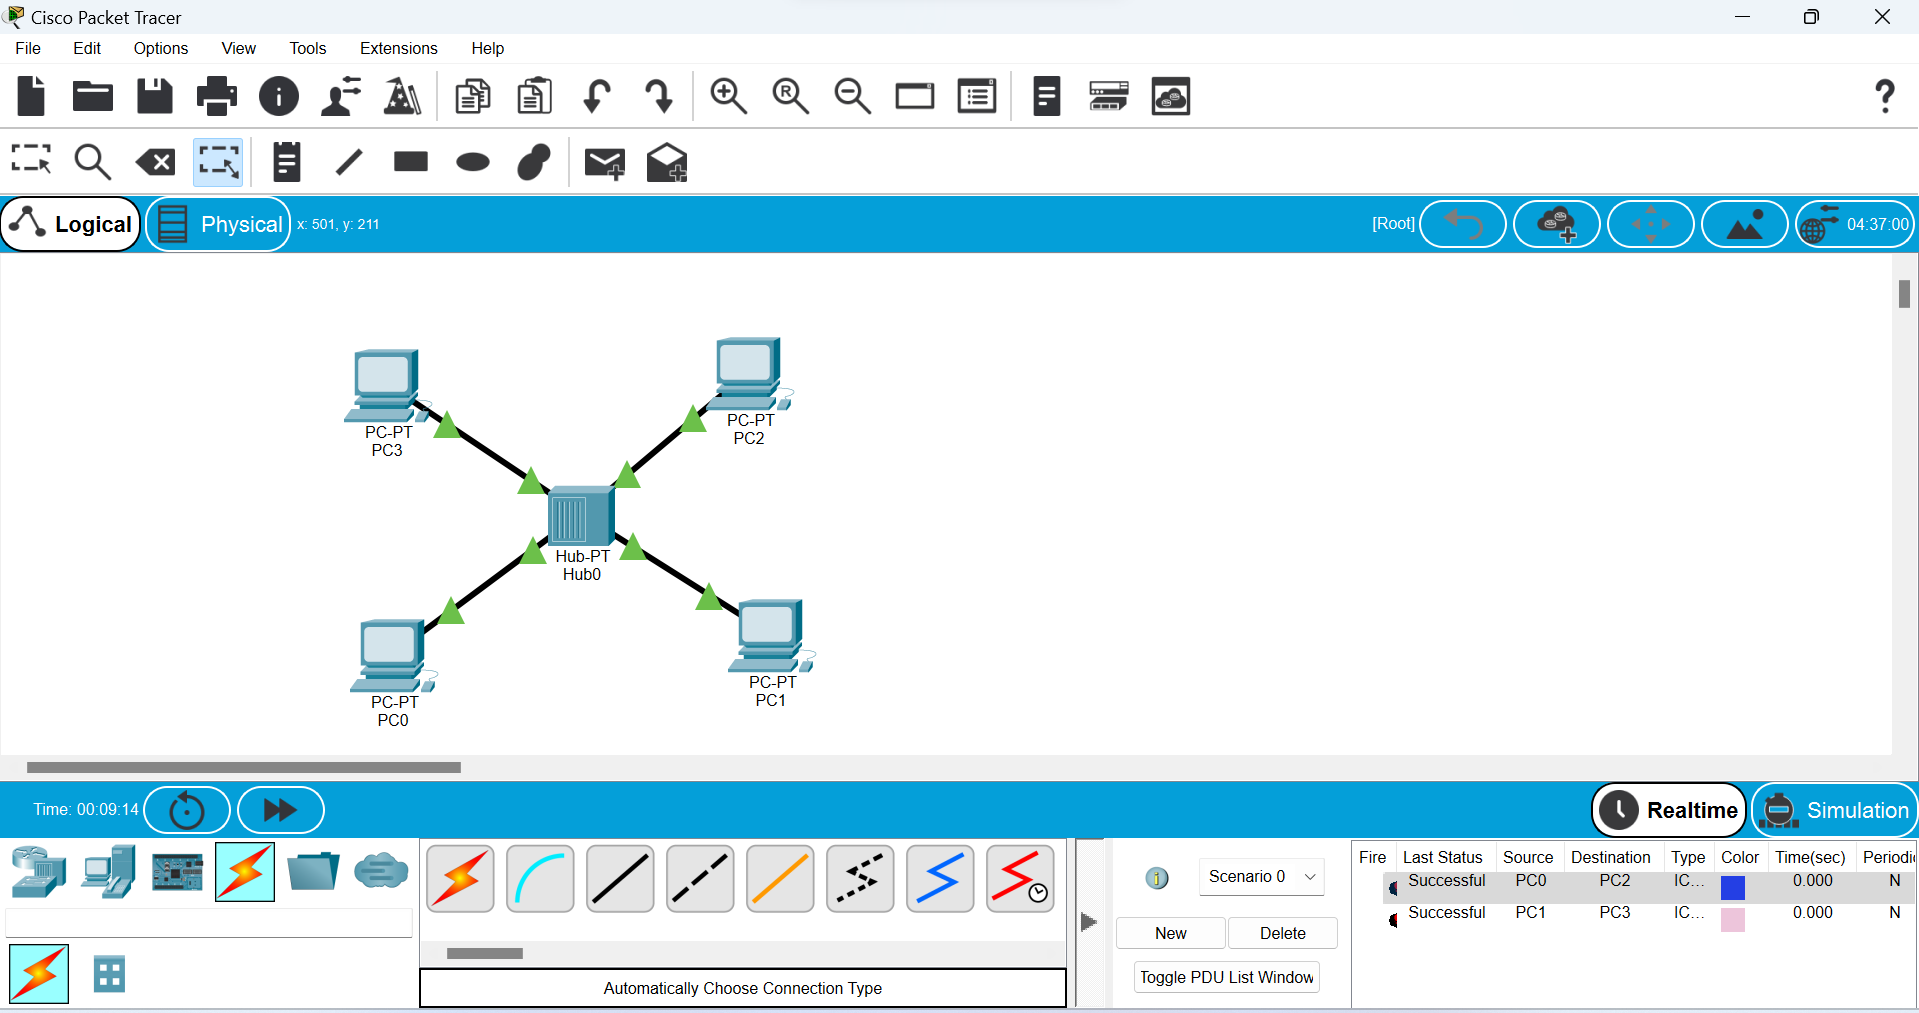 Cisco Packet Tracer
File Edit Options View Tools Extensions Help
Logical Physical x: 501, y: 211 [Root] 04:37:00
PC-PT
PC3
PC-PT
PC2
Hub-PT
Hub0
PC-PT
PC1
PC-PT
PC0
Time: 00:09:14 Realtime Simulation
Fire Last Status Source Destination Type Color Time(sec) Periodi
Successful PC0 PC2 IC... 0.000 N
Successful PC1 PC3 IC... 0.000 N
Scenario 0
New Delete
Toggle PDU List Window
Automatically Choose Connection Type